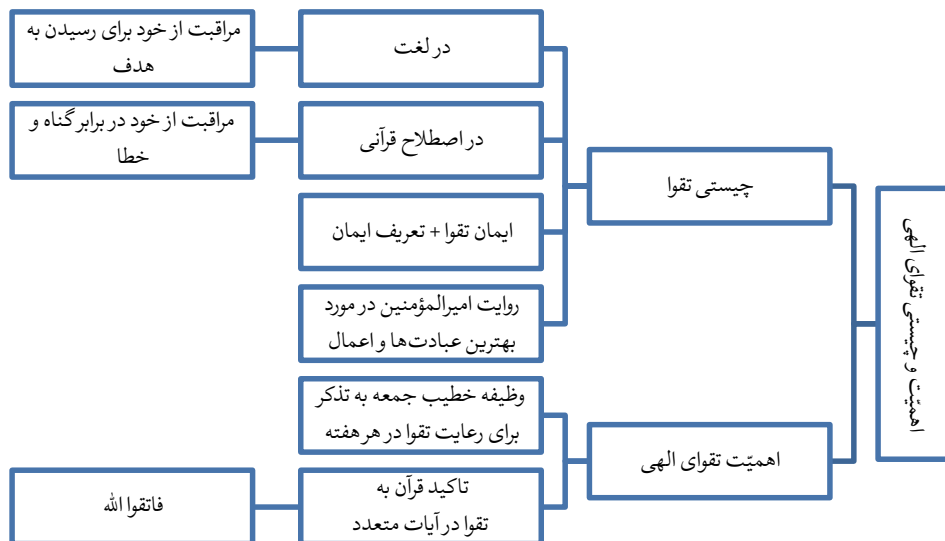 اهمیّت و چیستی تقوای الهی
چیستی تقوا
در لغت
مراقبت از خود برای رسیدن به
هدف
در اصطلاح قرآنی
مراقبت از خود در برابر گناه و
خطا
ایمان تقوا + تعریف ایمان
روایت امیرالمؤمنین در مورد
بهترین عبادت‌ها و اعمال
اهمیّت تقوای الهی
وظیفه خطیب جمعه به تذکر
برای رعایت تقوا در هر هفته
تاکید قرآن به
تقوا در آیات متعدد
فاتقوا الله